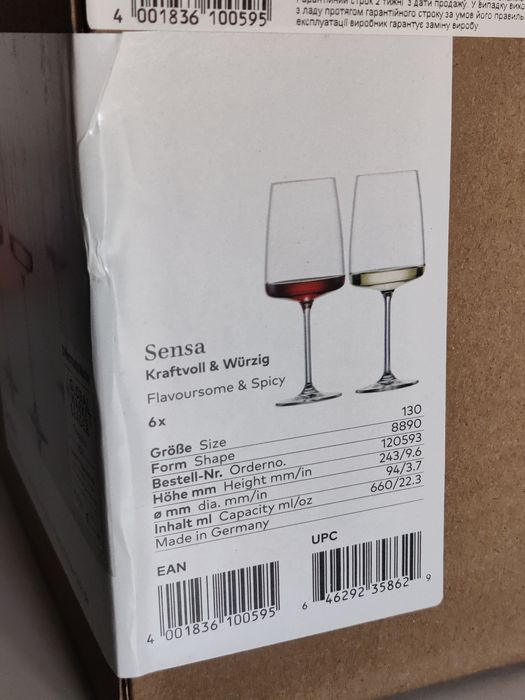 4 001836 100595
Гарантійний строк 2 тижні з дати продажу. У випадку вихо
з ладу протягом гарантійного строку за умов його правиль
експлуатації виробник гарантує заміну виробу.
Sensa
Kraftvoll & Würzig
Flavoursome & Spicy
6x
Größe Size 130
Form Shape 8890
Bestell-Nr. Orderno. 120593
Höhe mm Height mm/in 243/9.6
ø mm dia. mm/in 94/3.7
Inhalt ml Capacity ml/oz 660/22.3
Made in Germany
EAN
4 001836 100595
UPC
6 46292 35862 9